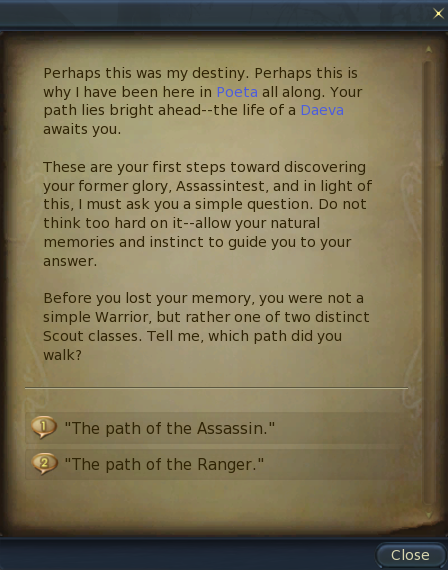 Perhaps this was my destiny. Perhaps this is
why I have been here in Poeta all along. Your
path lies bright ahead--the life of a Daeva
awaits you.
These are your first steps toward discovering
your former glory, Assassintest, and in light of
this, I must ask you a simple question. Do not
think too hard on it--allow your natural
memories and instinct to guide you to your
answer.
Before you lost your memory, you were not a
simple Warrior, but rather one of two distinct
Scout classes. Tell me, which path did you
walk?
1 "The path of the Assassin."
2 "The path of the Ranger."
Close